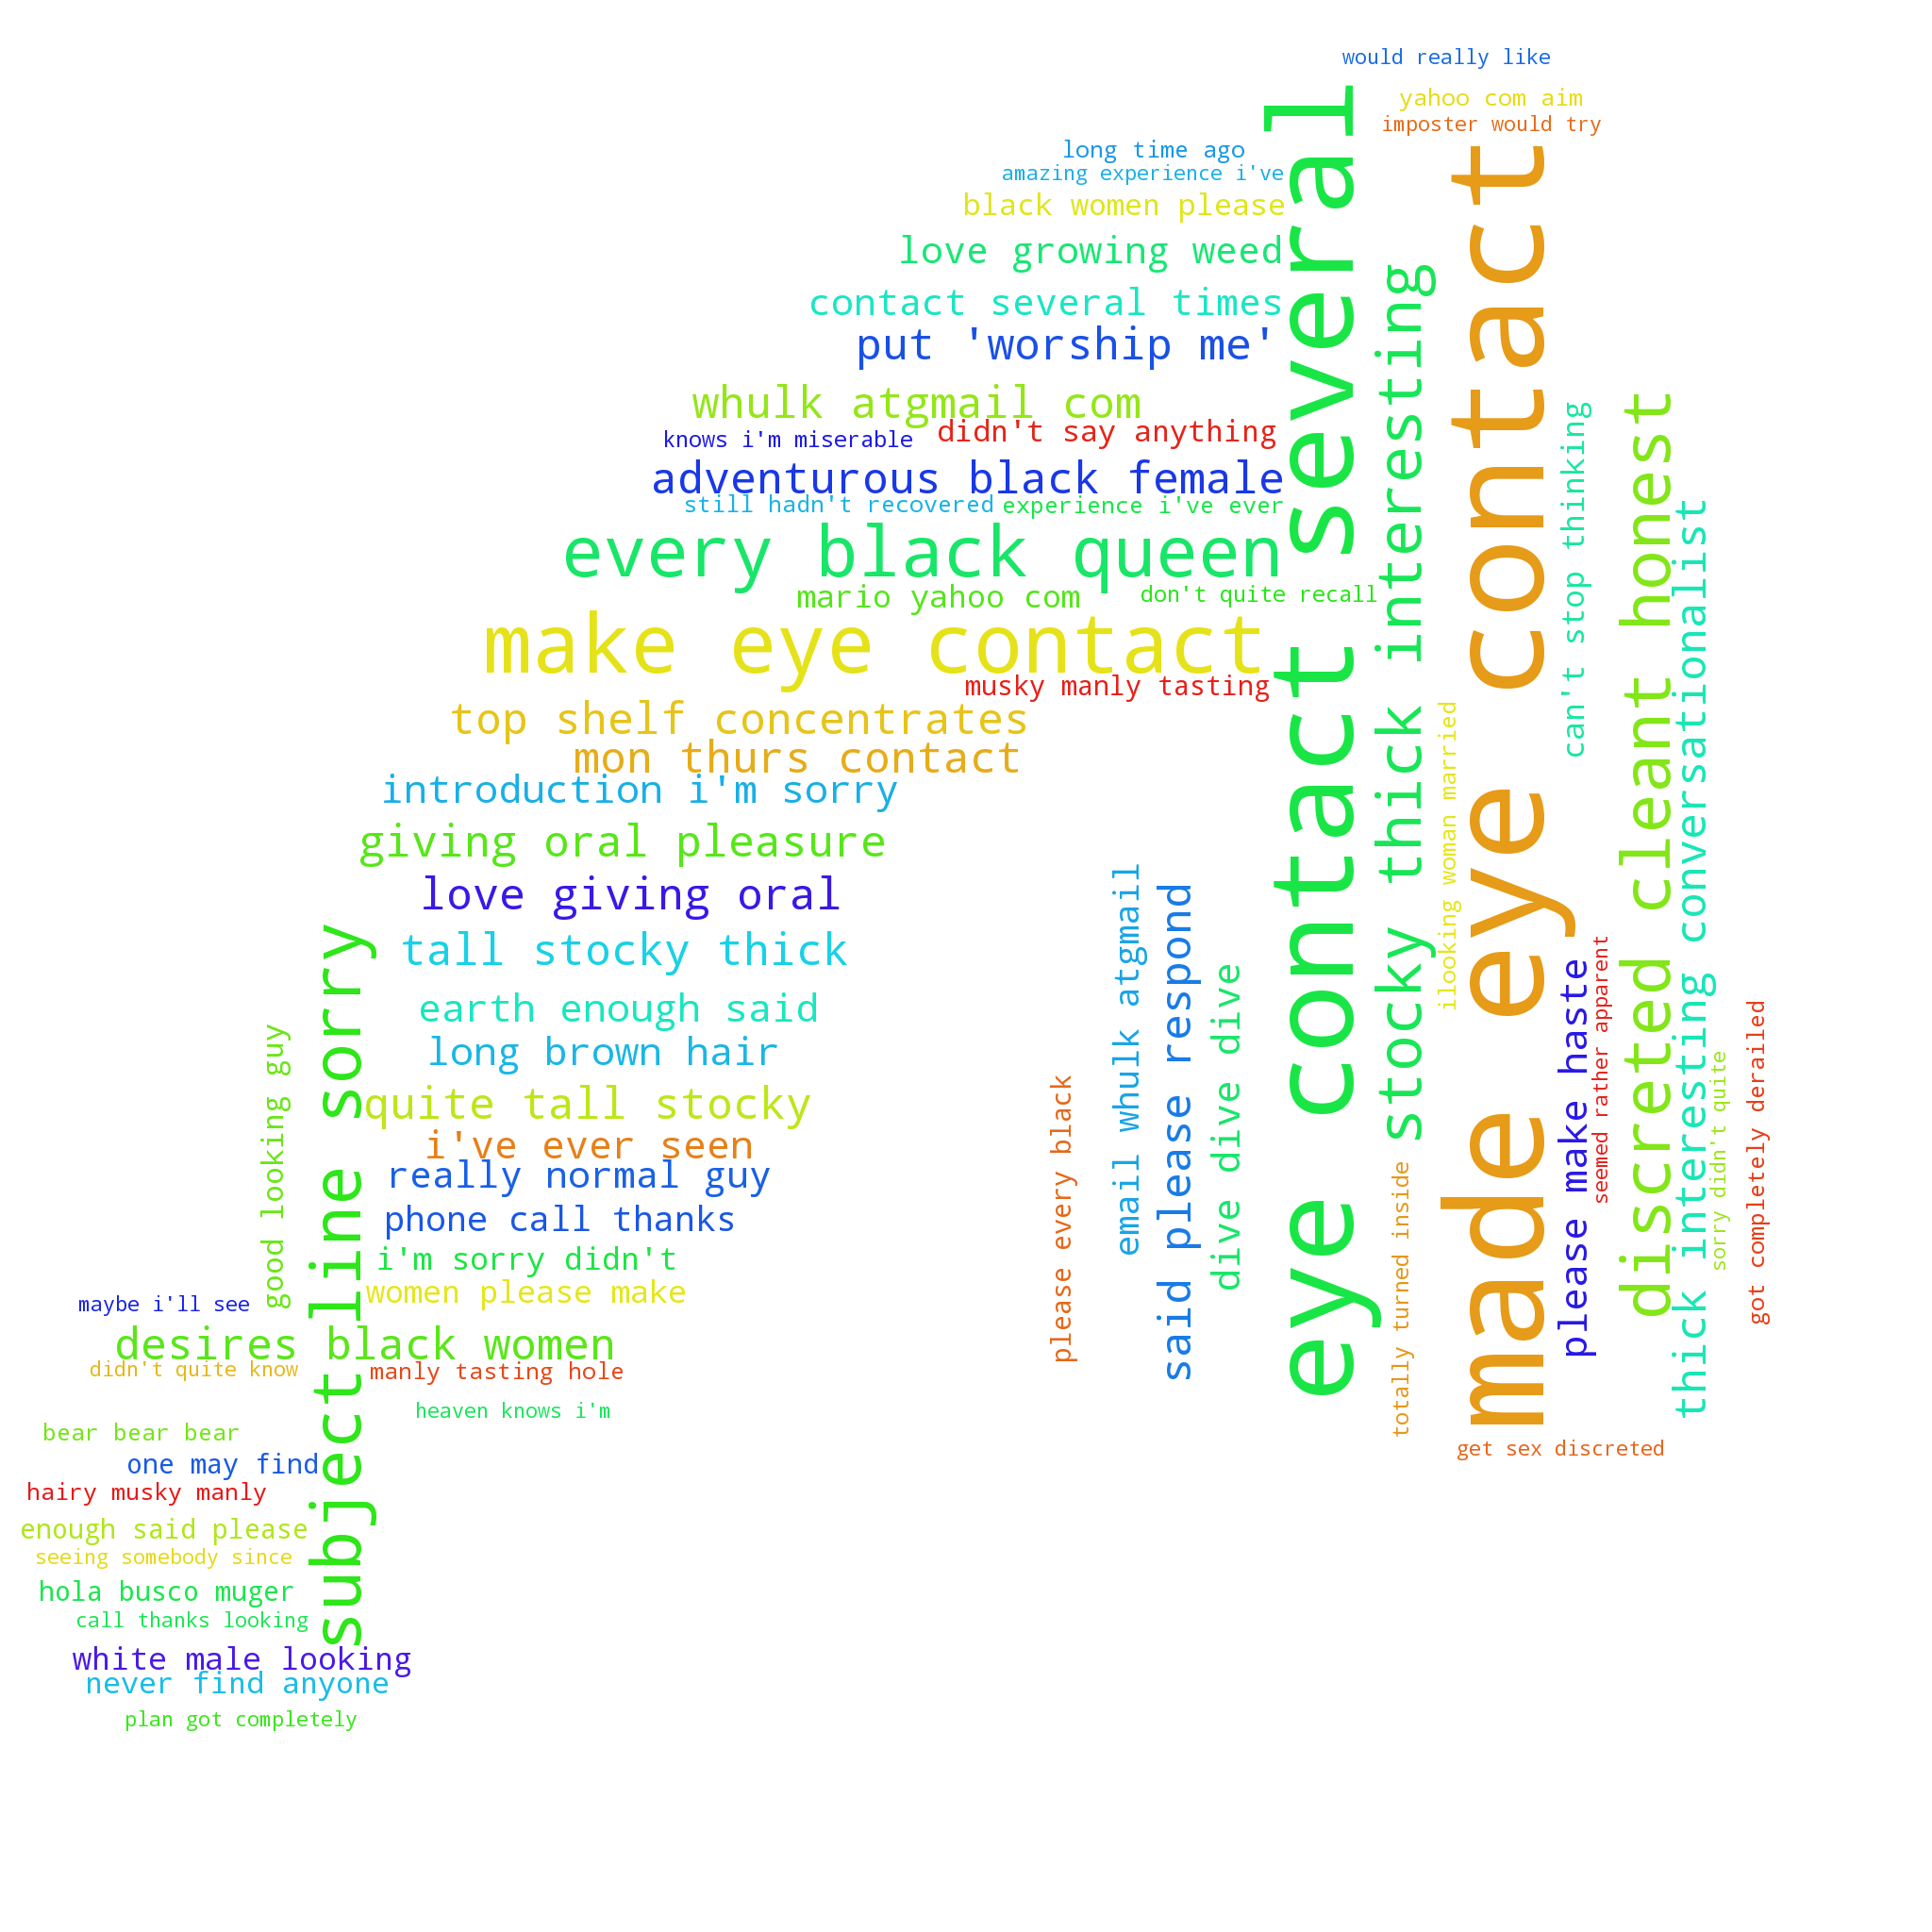 would really like
yahoo com aim
imposter would try
long time ago
amazing experience i've
black women please
love growing weed
contact several times
put 'worship me'
whulk atgmail com
didn't say anything
knows i'm miserable
adventurous black female
still hadn't recovered
experience i've ever
every black queen
mario yahoo com
don't quite recall
make eye contact
musky manly tasting
top shelf concentrates
mon thurs contact
introduction i'm sorry
giving oral pleasure
love giving oral
tall stocky thick
earth enough said
long brown hair
quite tall stocky
i've ever seen
really normal guy
phone call thanks
i'm sorry didn't
women please make
maybe i'll see
desires black women
didn't quite know
manly tasting hole
heaven knows i'm
bear bear bear
one may find
hairy musky manly
enough said please
seeing somebody since
hola busco muger
call thanks looking
white male looking
never find anyone
plan got completely
good looking guy
subject line sorry
please every black
email whulk atgmail
said please respond
dive dive dive
eye contact several
stocky thick interesting
totally turned inside
ilooking woman married
made eye contact
get sex discreted
can't stop thinking
please make haste
seemed rather apparent
discreted cleant honest
thick interesting conversationalist
sorry didn't quite
got completely derailed